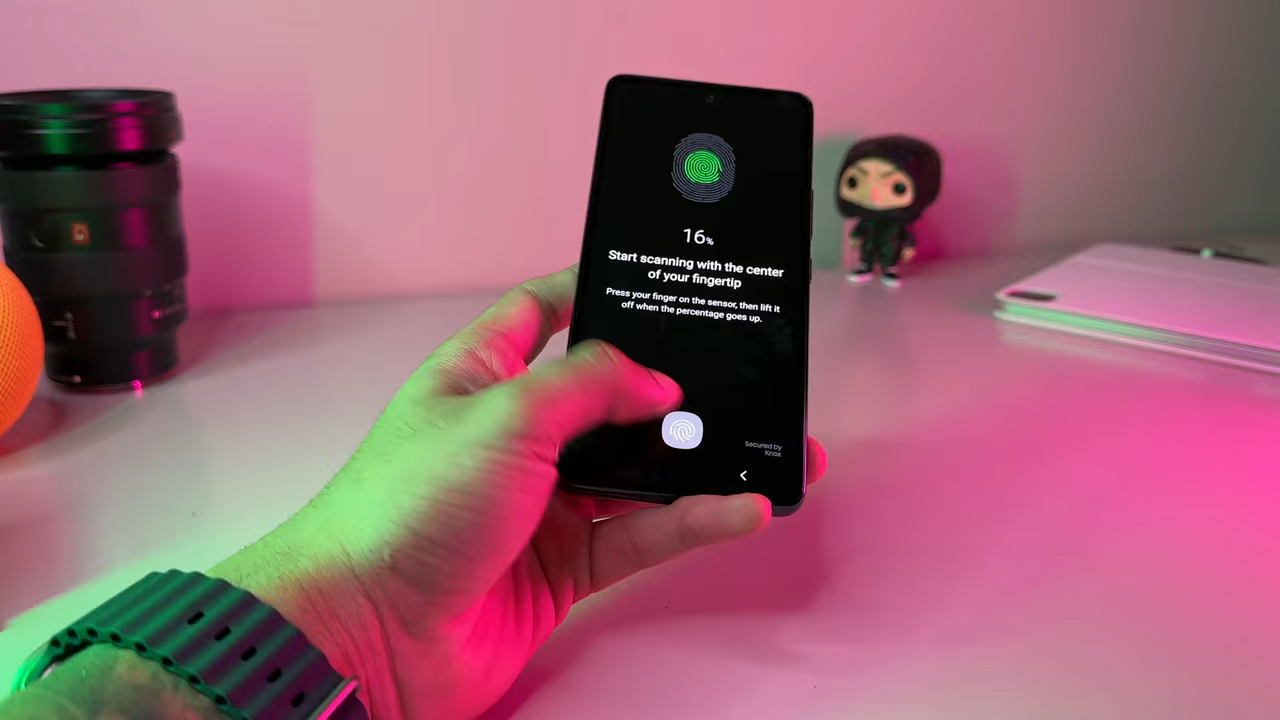 16%
Start scanning with the center
of your fingertip
Press your finger on the sensor, then lift it
off when the percentage goes up.
Secured by
Knox